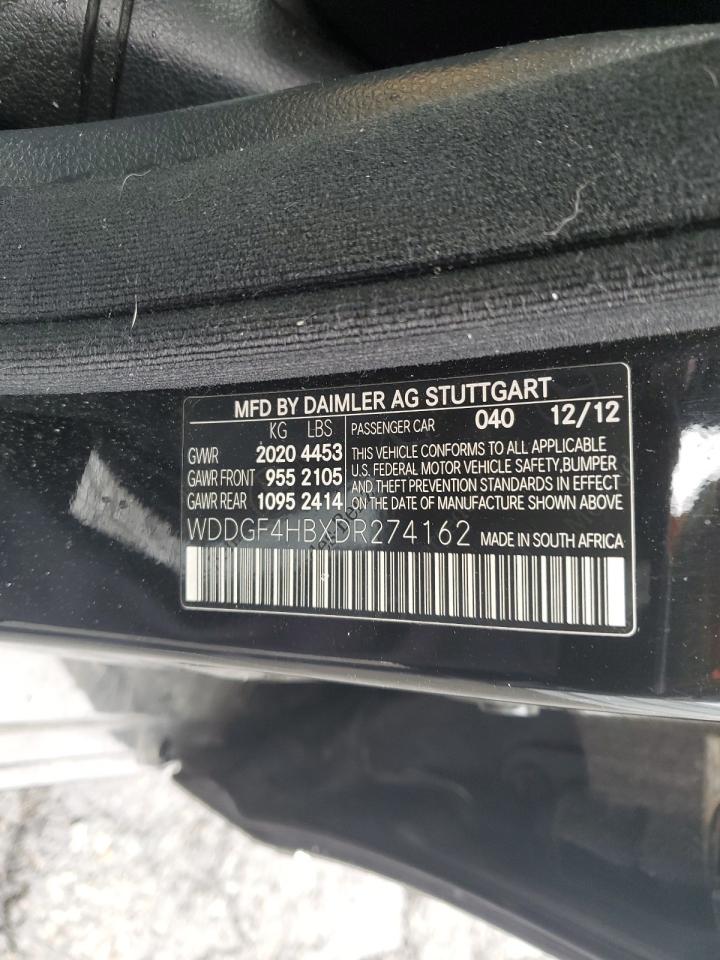 MFD BY DAIMLER AG STUTTGART
KG LBS
GVWR 2020 4453
GAWR FRONT 955 2105
GAWR REAR 1095 2414
PASSENGER CAR 040 12/12
THIS VEHICLE CONFORMS TO ALL APPLICABLE
U.S. FEDERAL MOTOR VEHICLE SAFETY,BUMPER
AND THEFT PREVENTION STANDARDS IN EFFECT
ON THE DATE OF MANUFACTURE SHOWN ABOVE
WDDGF4HBXDR274162 MADE IN SOUTH AFRICA